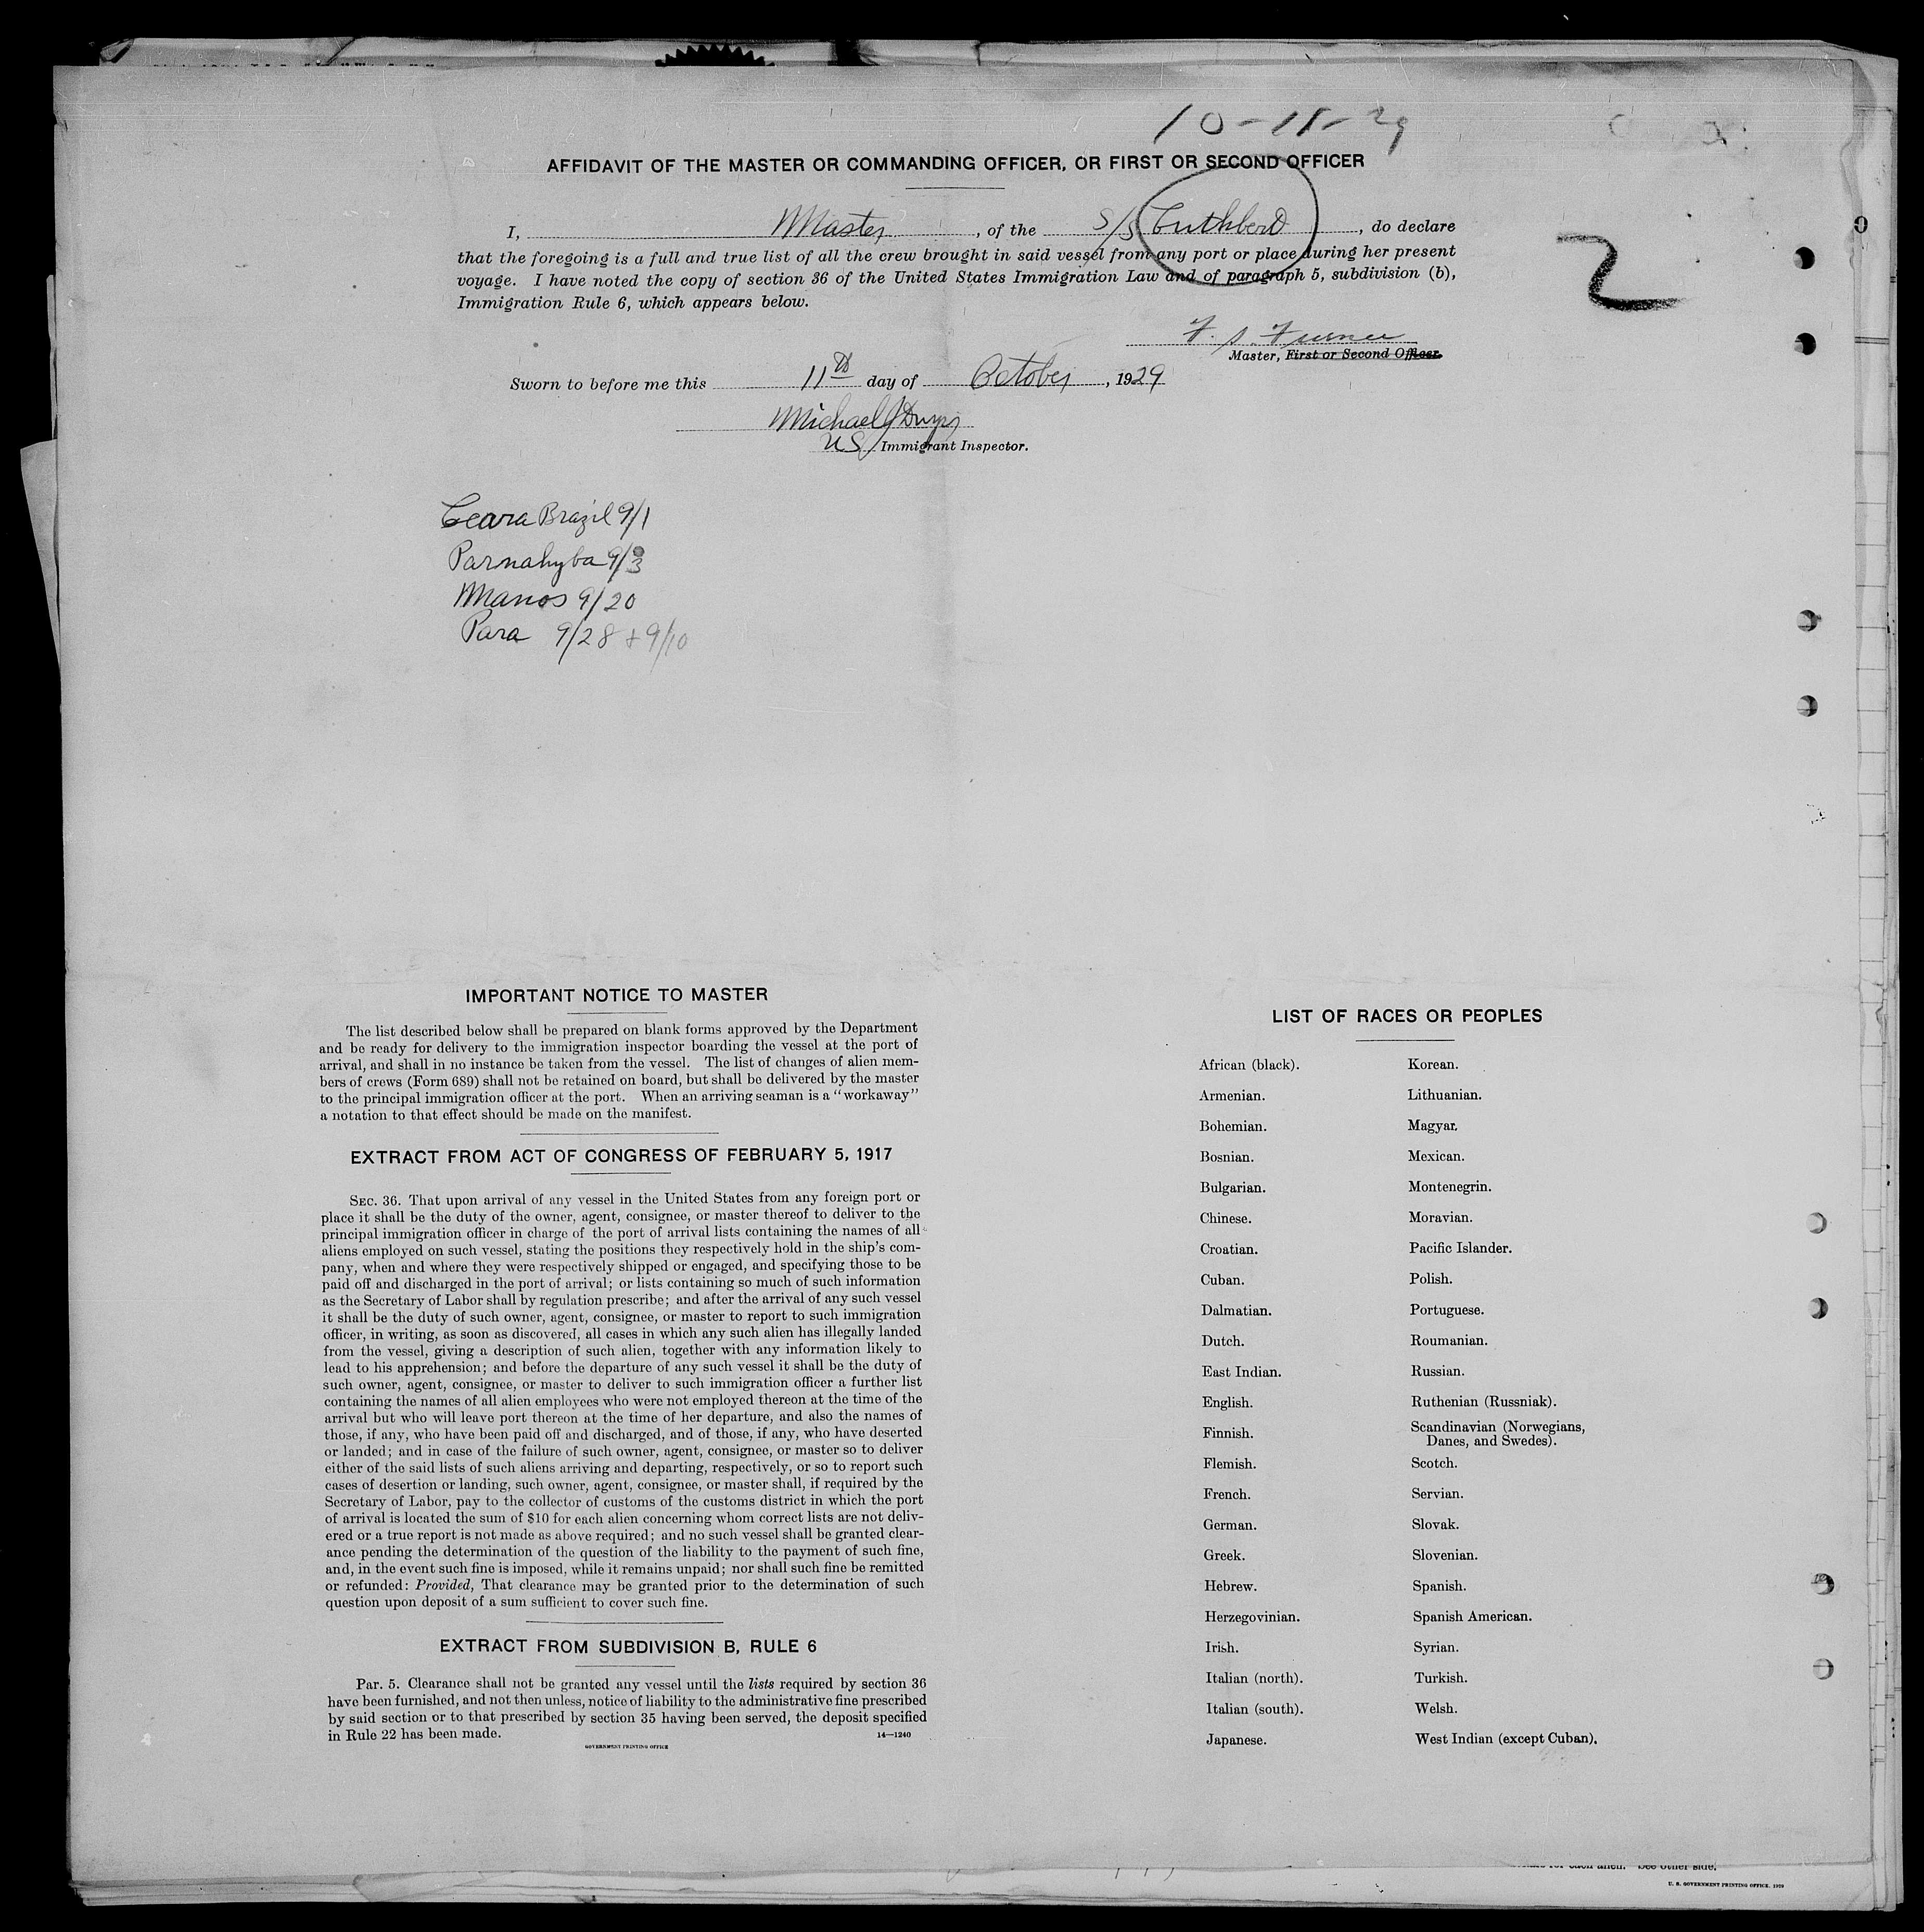 10-11-29
AFFIDAVIT OF THE MASTER OR COMMANDING OFFICER, OR FIRST OR SECOND OFFICER
I, Master, of the S/S Cuthbert, do declare
that the foregoing is a full and true list of all the crew brought in said vessel from any port or place during her present
voyage. I have noted the copy of section 36 of the United States Immigration Law and of paragraph 5, subdivision (b),
Immigration Rule 6, which appears below.
2
F. S.
Master, First or Second Officer.
Sworn to before me this 11th day of October, 1929
Michael J
US Immigrant Inspector.
Ceara Brazil 9/1
Parnahyba 9/3
Manos 9/20
Para 9/28 + 9/10
IMPORTANT NOTICE TO MASTER
The list described below shall be prepared on blank forms approved by the Department
and be ready for delivery to the immigration inspector boarding the vessel at the port of
arrival, and shall in no instance be taken from the vessel. The list of changes of alien mem-
bers of crews (Form 689) shall not be retained on board, but shall be delivered by the master
to the principal immigration officer at the port. When an arriving seaman is a "workaway"
a notation to that effect should be made on the manifest.
EXTRACT FROM ACT OF CONGRESS OF FEBRUARY 5, 1917
SEC. 36. That upon arrival of any vessel in the United States from any foreign port or
place it shall be the duty of the owner, agent, consignee, or master thereof to deliver to the
principal immigration officer in charge of the port of arrival lists containing the names of all
aliens employed on such vessel, stating the positions they respectively hold in the ship's com-
pany, when and where they were respectively shipped or engaged, and specifying those to be
paid off and discharged in the port of arrival; or lists containing so much of such information
as the Secretary of Labor shall by regulation prescribe; and after the arrival of any such vessel
it shall be the duty of such owner, agent, consignee, or master to report to such immigration
officer, in writing, as soon as discovered, all cases in which any such alien has illegally landed
from the vessel, giving a description of such alien, together with any information likely to
lead to his apprehension; and before the departure of any such vessel it shall be the duty of
such owner, agent, consignee, or master to deliver to such immigration officer a further list
containing the names of all alien employees who were not employed thereon at the time of the
arrival but who will leave port thereon at the time of her departure, and also the names of
those, if any, who have been paid off and discharged, and of those, if any, who have deserted
or landed; and in case of the failure of such owner, agent, consignee, or master so to deliver
either of the said lists of such aliens arriving and departing, respectively, or so to report such
cases of desertion or landing, such owner, agent, consignee, or master shall, if required by the
Secretary of Labor, pay to the collector of customs of the customs district in which the port
of arrival is located the sum of $10 for each alien concerning whom correct lists are not deliv-
ered or a true report is not made as above required; and no such vessel shall be granted clear-
ance pending the determination of the question of the liability to the payment of such fine,
and, in the event such fine is imposed, while it remains unpaid; nor shall such fine be remitted
or refunded: Provided, That clearance may be granted prior to the determination of such
question upon deposit of a sum sufficient to cover such fine.
EXTRACT FROM SUBDIVISION B, RULE 6
Par. 5. Clearance shall not be granted any vessel until the lists required by section 36
have been furnished, and not then unless, notice of liability to the administrative fine prescribed
by said section or to that prescribed by section 35 having been served, the deposit specified
in Rule 22 has been made.
14—1240
GOVERNMENT PRINTING OFFICE
LIST OF RACES OR PEOPLES
African (black). Korean.
Armenian. Lithuanian.
Bohemian. Magyar.
Bosnian. Mexican.
Bulgarian. Montenegrin.
Chinese. Moravian.
Croatian. Pacific Islander.
Cuban. Polish.
Dalmatian. Portuguese.
Dutch. Roumanian.
East Indian. Russian.
English. Ruthenian (Russniak).
Finnish. Scandinavian (Norwegians,
Danes, and Swedes).
Flemish. Scotch.
French. Servian.
German. Slovak.
Greek. Slovenian.
Hebrew. Spanish.
Herzegovinian. Spanish American.
Irish. Syrian.
Italian (north). Turkish.
Italian (south). Welsh.
Japanese. West Indian (except Cuban).
for each alien. See other side.
U. S. GOVERNMENT PRINTING OFFICE. 1929